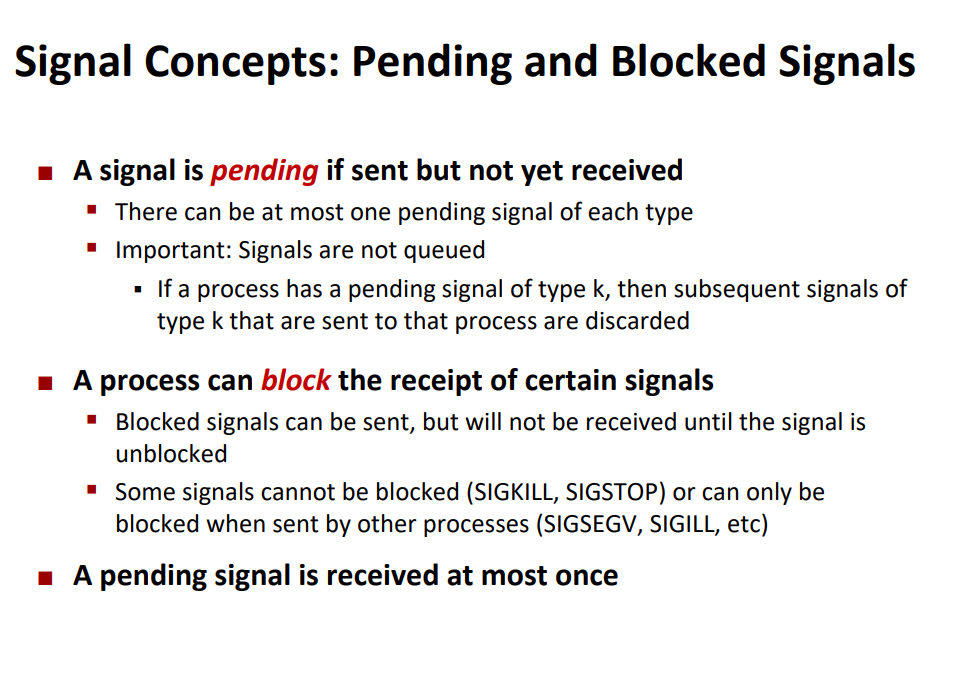 Signal Concepts: Pending and Blocked Signals
■ A signal is pending if sent but not yet received
▪ There can be at most one pending signal of each type
▪ Important: Signals are not queued
▪ If a process has a pending signal of type k, then subsequent signals of
type k that are sent to that process are discarded
■ A process can block the receipt of certain signals
▪ Blocked signals can be sent, but will not be received until the signal is
unblocked
▪ Some signals cannot be blocked (SIGKILL, SIGSTOP) or can only be
blocked when sent by other processes (SIGSEGV, SIGILL, etc)
■ A pending signal is received at most once